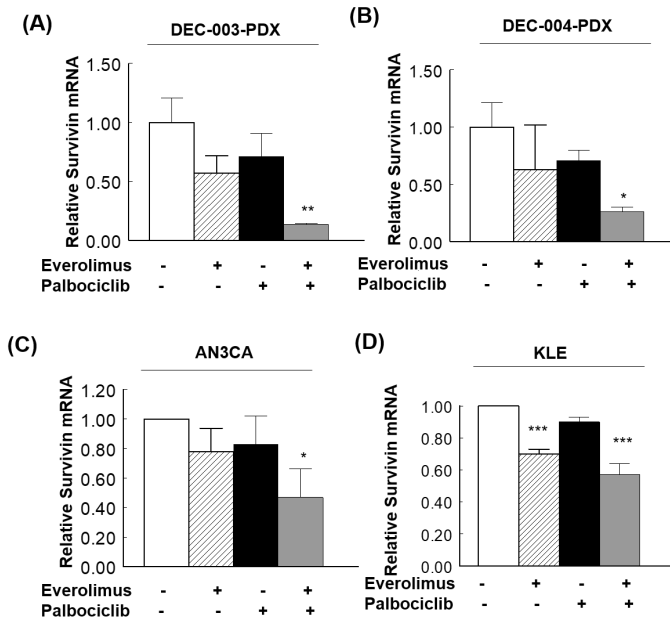 (A)
DEC-003-PDX
Relative Survivin mRNA
1.50
1.00
0.50
0.00
**
Everolimus - + - +
Palbociclib - - + +
(B)
DEC-004-PDX
Relative Survivin mRNA
1.50
1.00
0.50
0.00
*
Everolimus - + - +
Palbociclib - - + +
(C)
AN3CA
Relative Survivin mRNA
1.20
1.00
0.80
0.60
0.40
0.20
0.00
*
Everolimus - + - +
Palbociclib - - + +
(D)
KLE
Relative Survivin mRNA
1.00
0.80
0.60
0.40
0.20
0.00
*** ***
Everolimus - + - +
Palbociclib - - + +